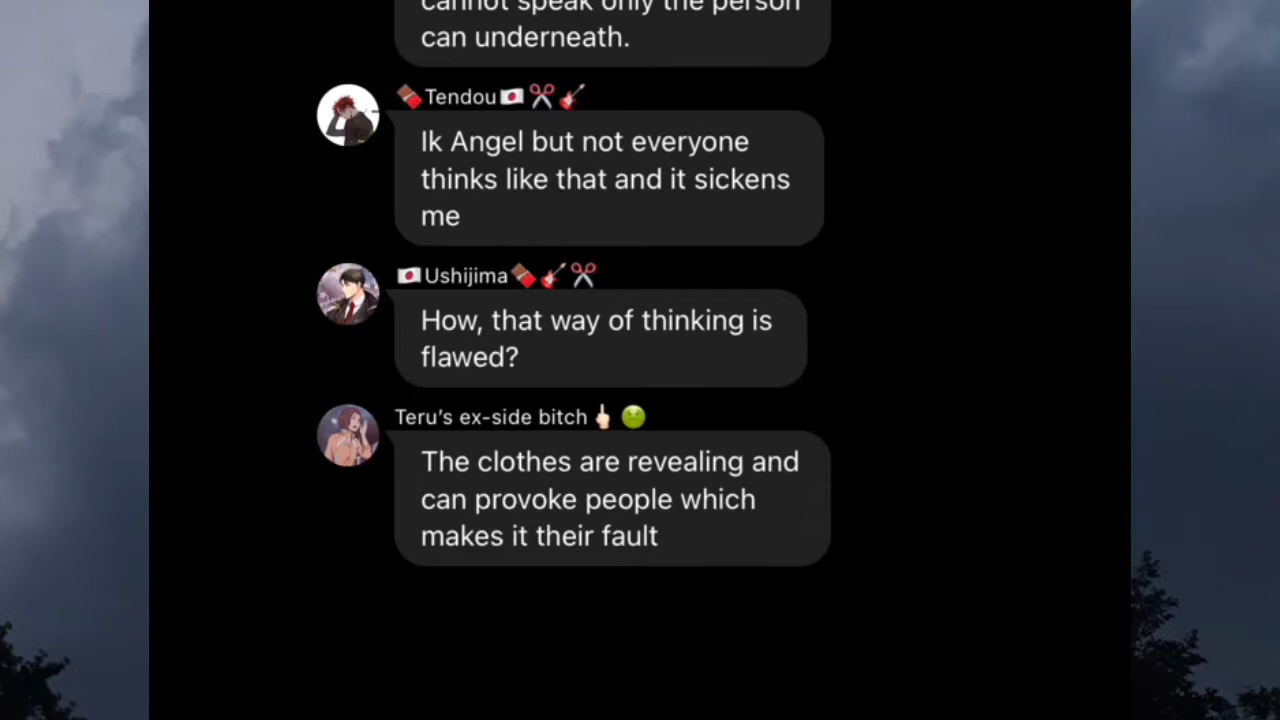 cannot speak only the person
can underneath.
🍫Tendou🇯🇵✂️🎸
Ik Angel but not everyone
thinks like that and it sickens
me
🇯🇵Ushijima🍫🎸✂️
How, that way of thinking is
flawed?
Teru’s ex-side bitch🖕🏻🤢
The clothes are revealing and
can provoke people which
makes it their fault